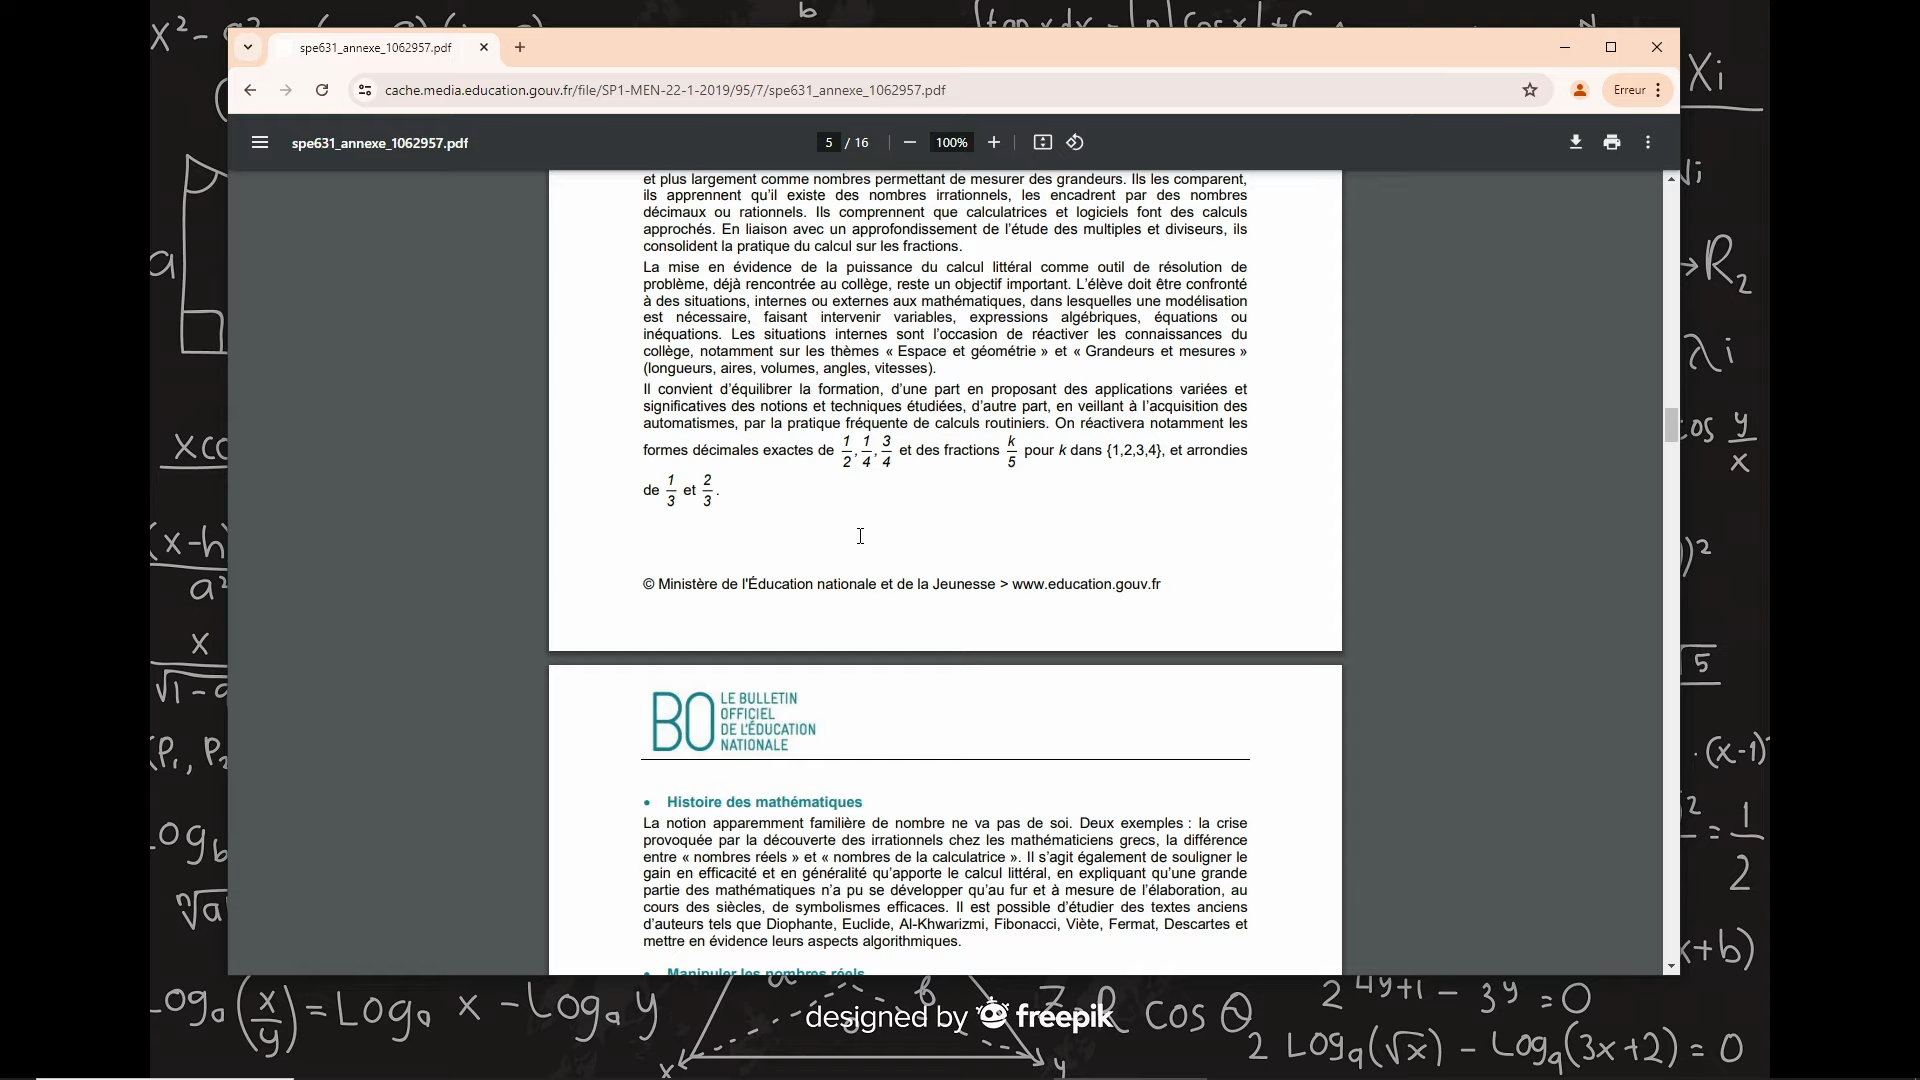 spe631_annexe_1062957.pdf
cache.media.education.gouv.fr/file/SP1-MEN-22-1-2019/95/7/spe631_annexe_1062957.pdf
Erreur
spe631_annexe_1062957.pdf
5 / 16
100%
et plus largement comme nombres permettant de mesurer des grandeurs. Ils les comparent,
ils apprennent qu'il existe des nombres irrationnels, les encadrent par des nombres
décimaux ou rationnels. Ils comprennent que calculatrices et logiciels font des calculs
approchés. En liaison avec un approfondissement de l'étude des multiples et diviseurs, ils
consolident la pratique du calcul sur les fractions.
La mise en évidence de la puissance du calcul littéral comme outil de résolution de
problème, déjà rencontrée au collège, reste un objectif important. L'élève doit être confronté
à des situations, internes ou externes aux mathématiques, dans lesquelles une modélisation
est nécessaire, faisant intervenir variables, expressions algébriques, équations ou
inéquations. Les situations internes sont l'occasion de réactiver les connaissances du
collège, notamment sur les thèmes « Espace et géométrie » et « Grandeurs et mesures »
(longueurs, aires, volumes, angles, vitesses).
Il convient d'équilibrer la formation, d'une part en proposant des applications variées et
significatives des notions et techniques étudiées, d'autre part, en veillant à l'acquisition des
automatismes, par la pratique fréquente de calculs routiniers. On réactivera notamment les
formes décimales exactes de 1/2, 1/4, 3/4 et des fractions k/5 pour k dans {1,2,3,4}, et arrondies
de 1/3 et 2/3.
© Ministère de l'Éducation nationale et de la Jeunesse > www.education.gouv.fr
BO LE BULLETIN
OFFICIEL
DE L'ÉDUCATION
NATIONALE
• Histoire des mathématiques
La notion apparemment familière de nombre ne va pas de soi. Deux exemples : la crise
provoquée par la découverte des irrationnels chez les mathématiciens grecs, la différence
entre « nombres réels » et « nombres de la calculatrice ». Il s'agit également de souligner le
gain en efficacité et en généralité qu'apporte le calcul littéral, en expliquant qu'une grande
partie des mathématiques n'a pu se développer qu'au fur et à mesure de l'élaboration, au
cours des siècles, de symbolismes efficaces. Il est possible d'étudier des textes anciens
d'auteurs tels que Diophante, Euclide, Al-Khwarizmi, Fibonacci, Viète, Fermat, Descartes et
mettre en évidence leurs aspects algorithmiques.
• Manipuler les nombres réels
designed by freepik
Cos Θ
2^(4y+1) - 3^y = 0
Log_a(x/y) = Log_a x - Log_a y
2 Log_q(√x) - Log_q(3x+2) = 0